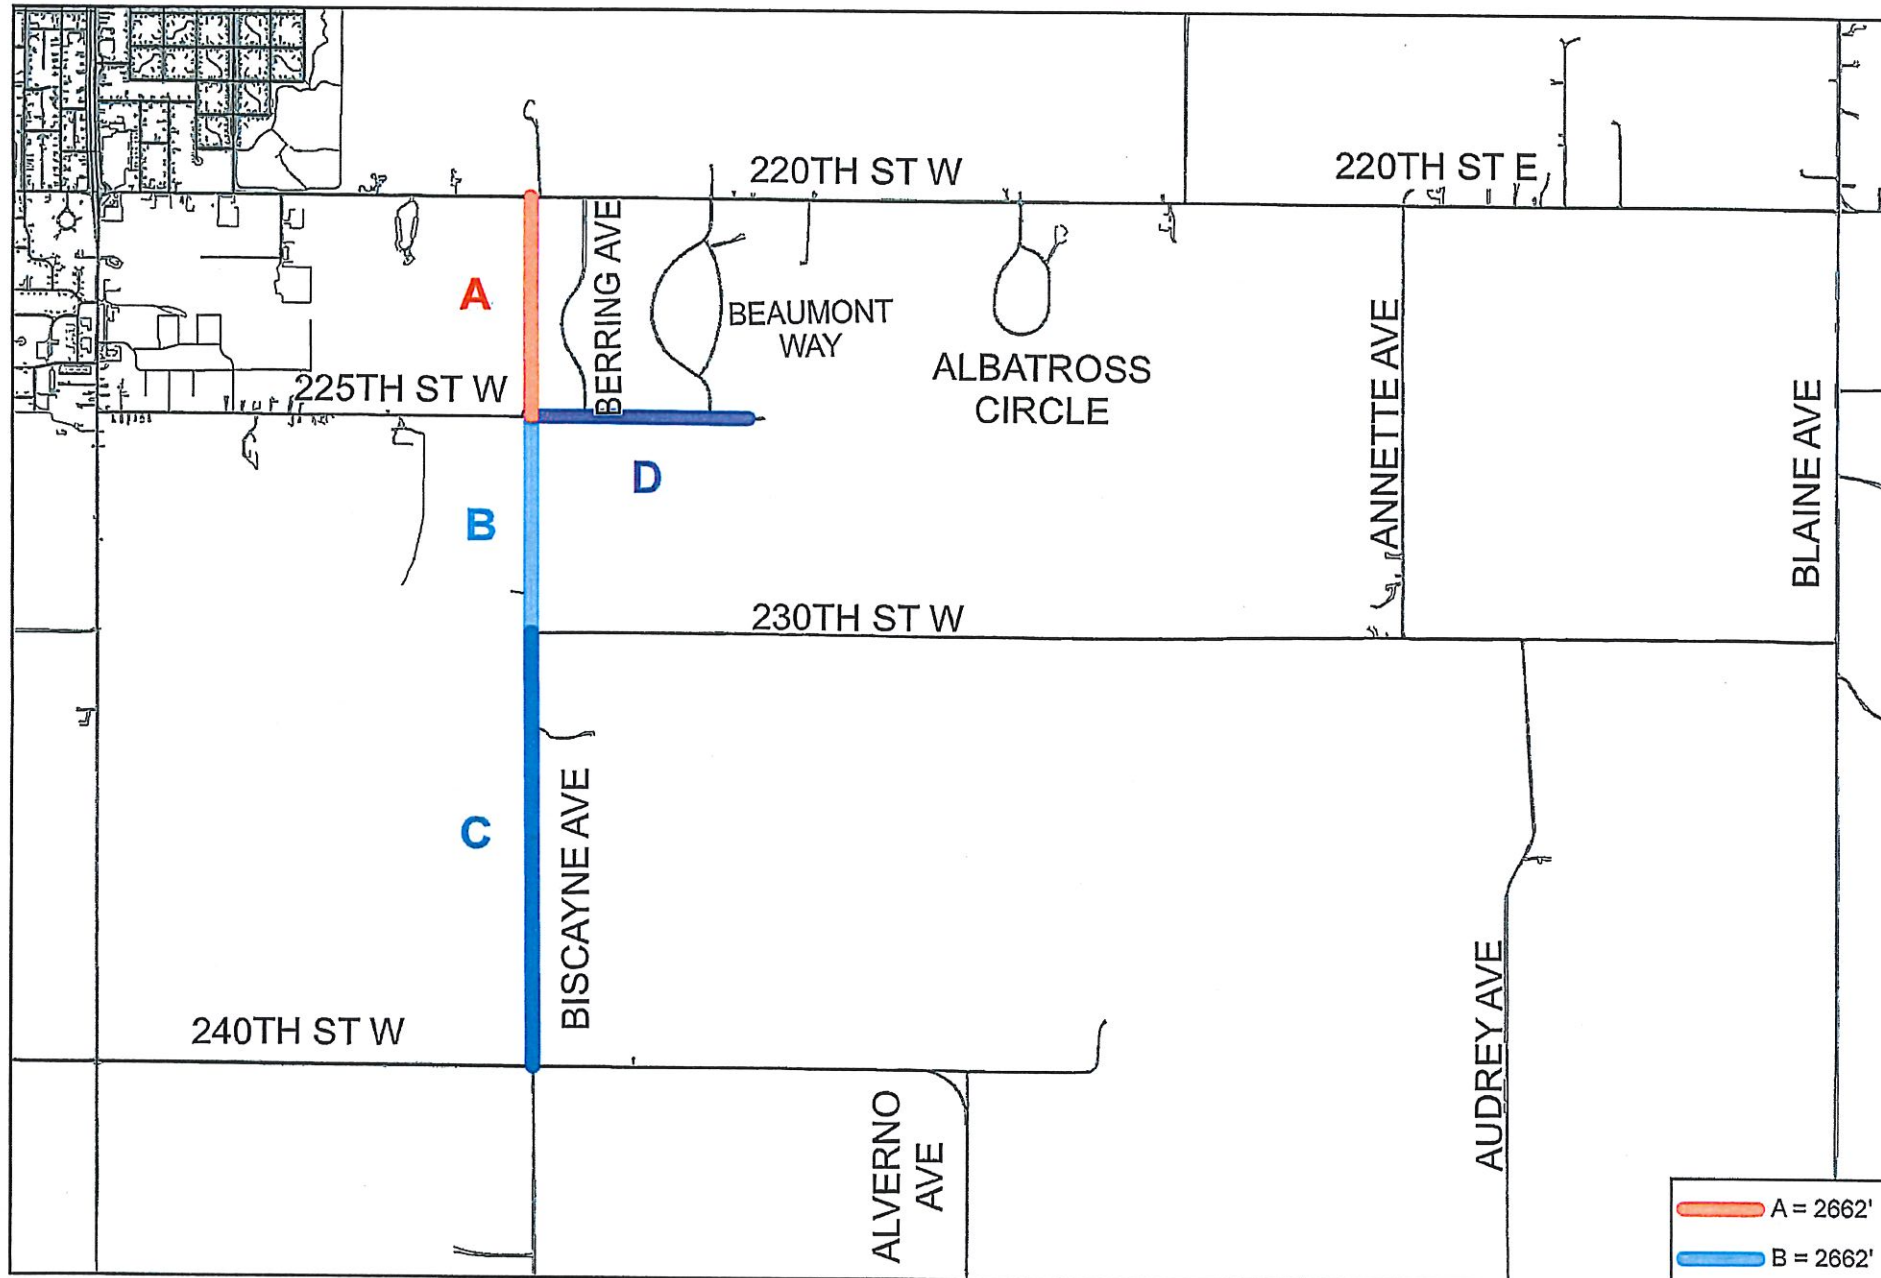 220TH ST W
220TH ST E
A
BERRING AVE
BEAUMONT
WAY
ALBATROSS
CIRCLE
225TH ST W
ANNETTE AVE
BLAINE AVE
D
B
230TH ST W
C
BISCAYNE AVE
240TH ST W
ALVERNO
AVE
AUDREY AVE
A = 2662'
B = 2662'